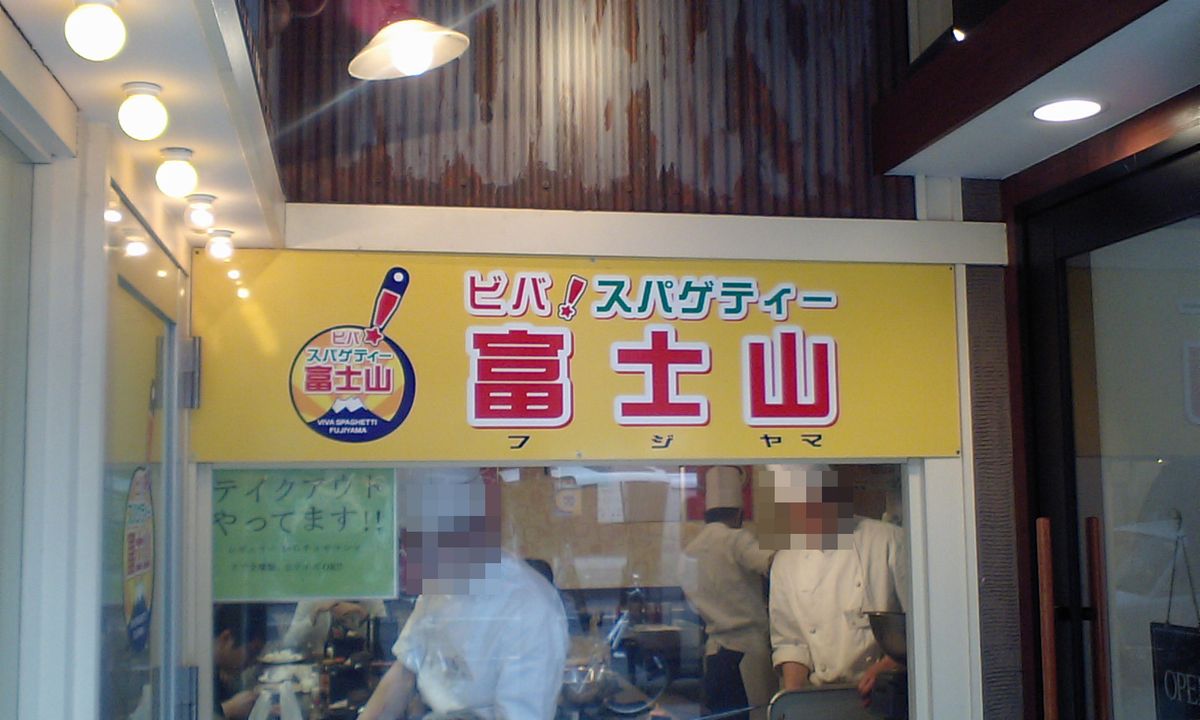 ビバ!スパゲティー
富士山
フジヤマ
ビバ!
スパゲティー
富士山
VIVA SPAGHETTI
FUJIYAMA
テイクアウト
やってます!!
OPE